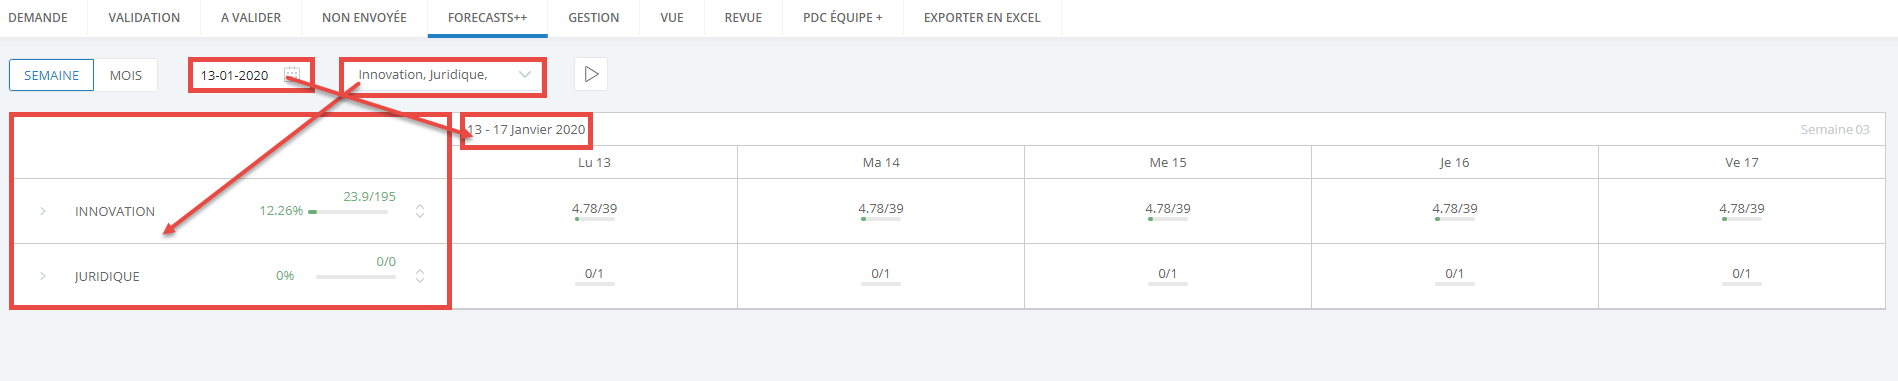 DEMANDE VALIDATION A VALIDER NON ENVOYÉE FORECASTS++ GESTION VUE REVUE PDC ÉQUIPE + EXPORTER EN EXCEL
SEMAINE MOIS 13-01-2020 Innovation, Juridique,
13 - 17 Janvier 2020 Semaine 03
Lu 13 Ma 14 Me 15 Je 16 Ve 17
INNOVATION 12.26% 23.9/195 4.78/39 4.78/39 4.78/39 4.78/39 4.78/39
JURIDIQUE 0% 0/0 0/1 0/1 0/1 0/1 0/1